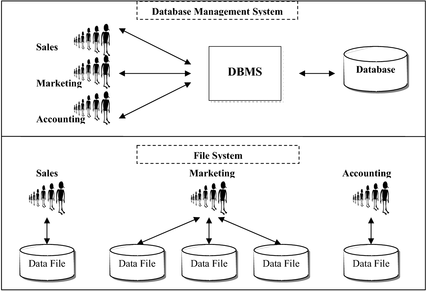 Database Management System
Sales
Marketing
Accounting
DBMS
Database
File System
Sales
Marketing
Accounting
Data File
Data File
Data File
Data File
Data File